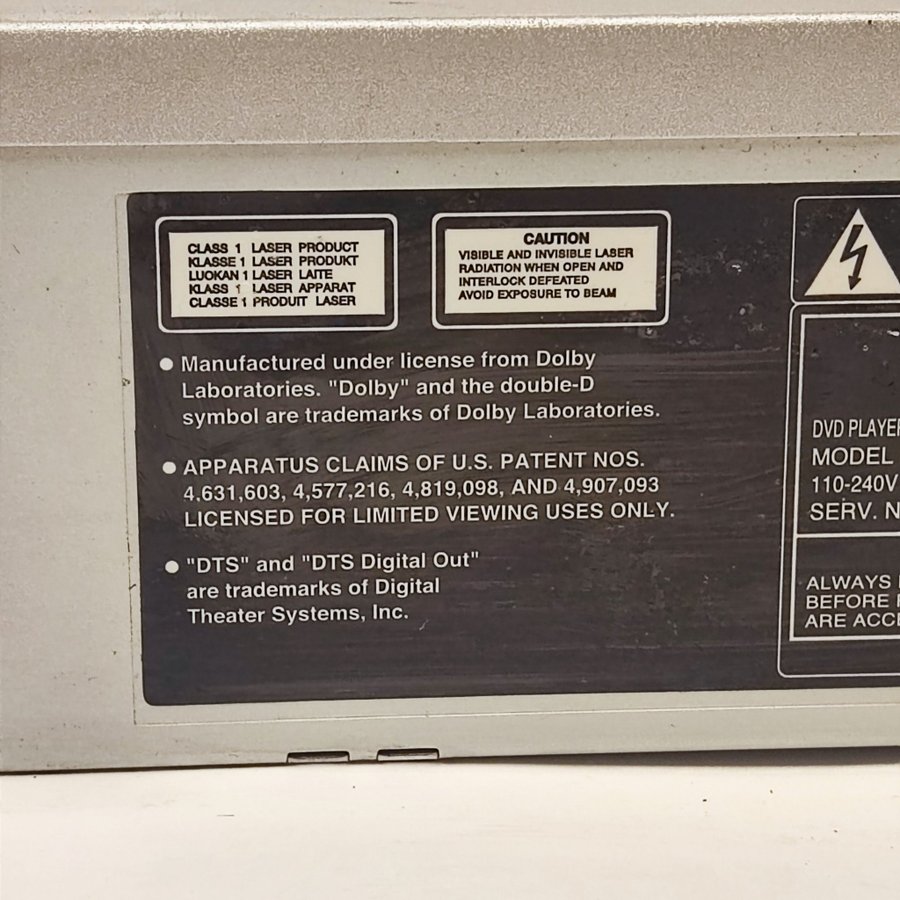 CLASS 1 LASER PRODUCT
KLASSE 1 LASER PRODUKT
LUOKAN 1 LASER LAITE
KLASS 1 LASER APPARAT
CLASSE 1 PRODUIT LASER
CAUTION
VISIBLE AND INVISIBLE LASER
RADIATION WHEN OPEN AND
INTERLOCK DEFEATED
AVOID EXPOSURE TO BEAM
● Manufactured under license from Dolby
Laboratories. "Dolby" and the double-D
symbol are trademarks of Dolby Laboratories.
● APPARATUS CLAIMS OF U.S. PATENT NOS.
4,631,603, 4,577,216, 4,819,098, AND 4,907,093
LICENSED FOR LIMITED VIEWING USES ONLY.
● "DTS" and "DTS Digital Out"
are trademarks of Digital
Theater Systems, Inc.
DVD PLAYER
MODEL
110-240V
SERV. N
ALWAYS
BEFORE
ARE ACCE